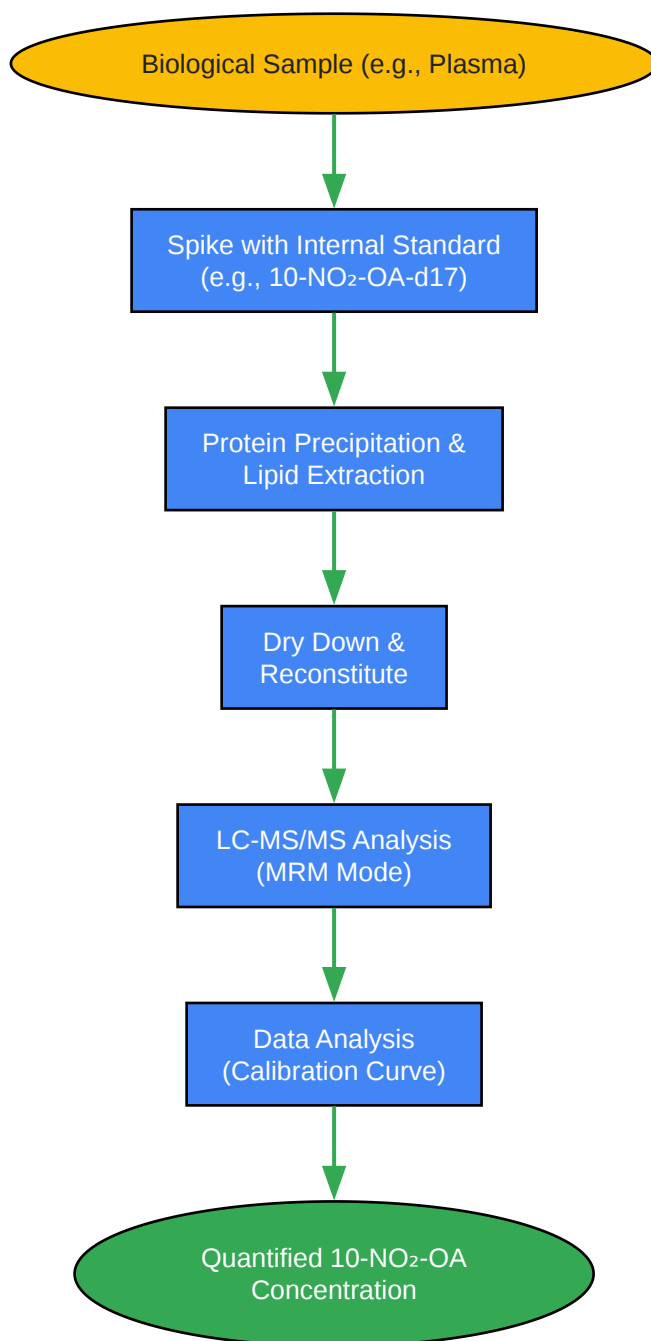 Biological Sample (e.g., Plasma)
Spike with Internal Standard
(e.g., 10-NO₂-OA-d17)
Protein Precipitation &
Lipid Extraction
Dry Down &
Reconstitute
LC-MS/MS Analysis
(MRM Mode)
Data Analysis
(Calibration Curve)
Quantified 10-NO₂-OA
Concentration